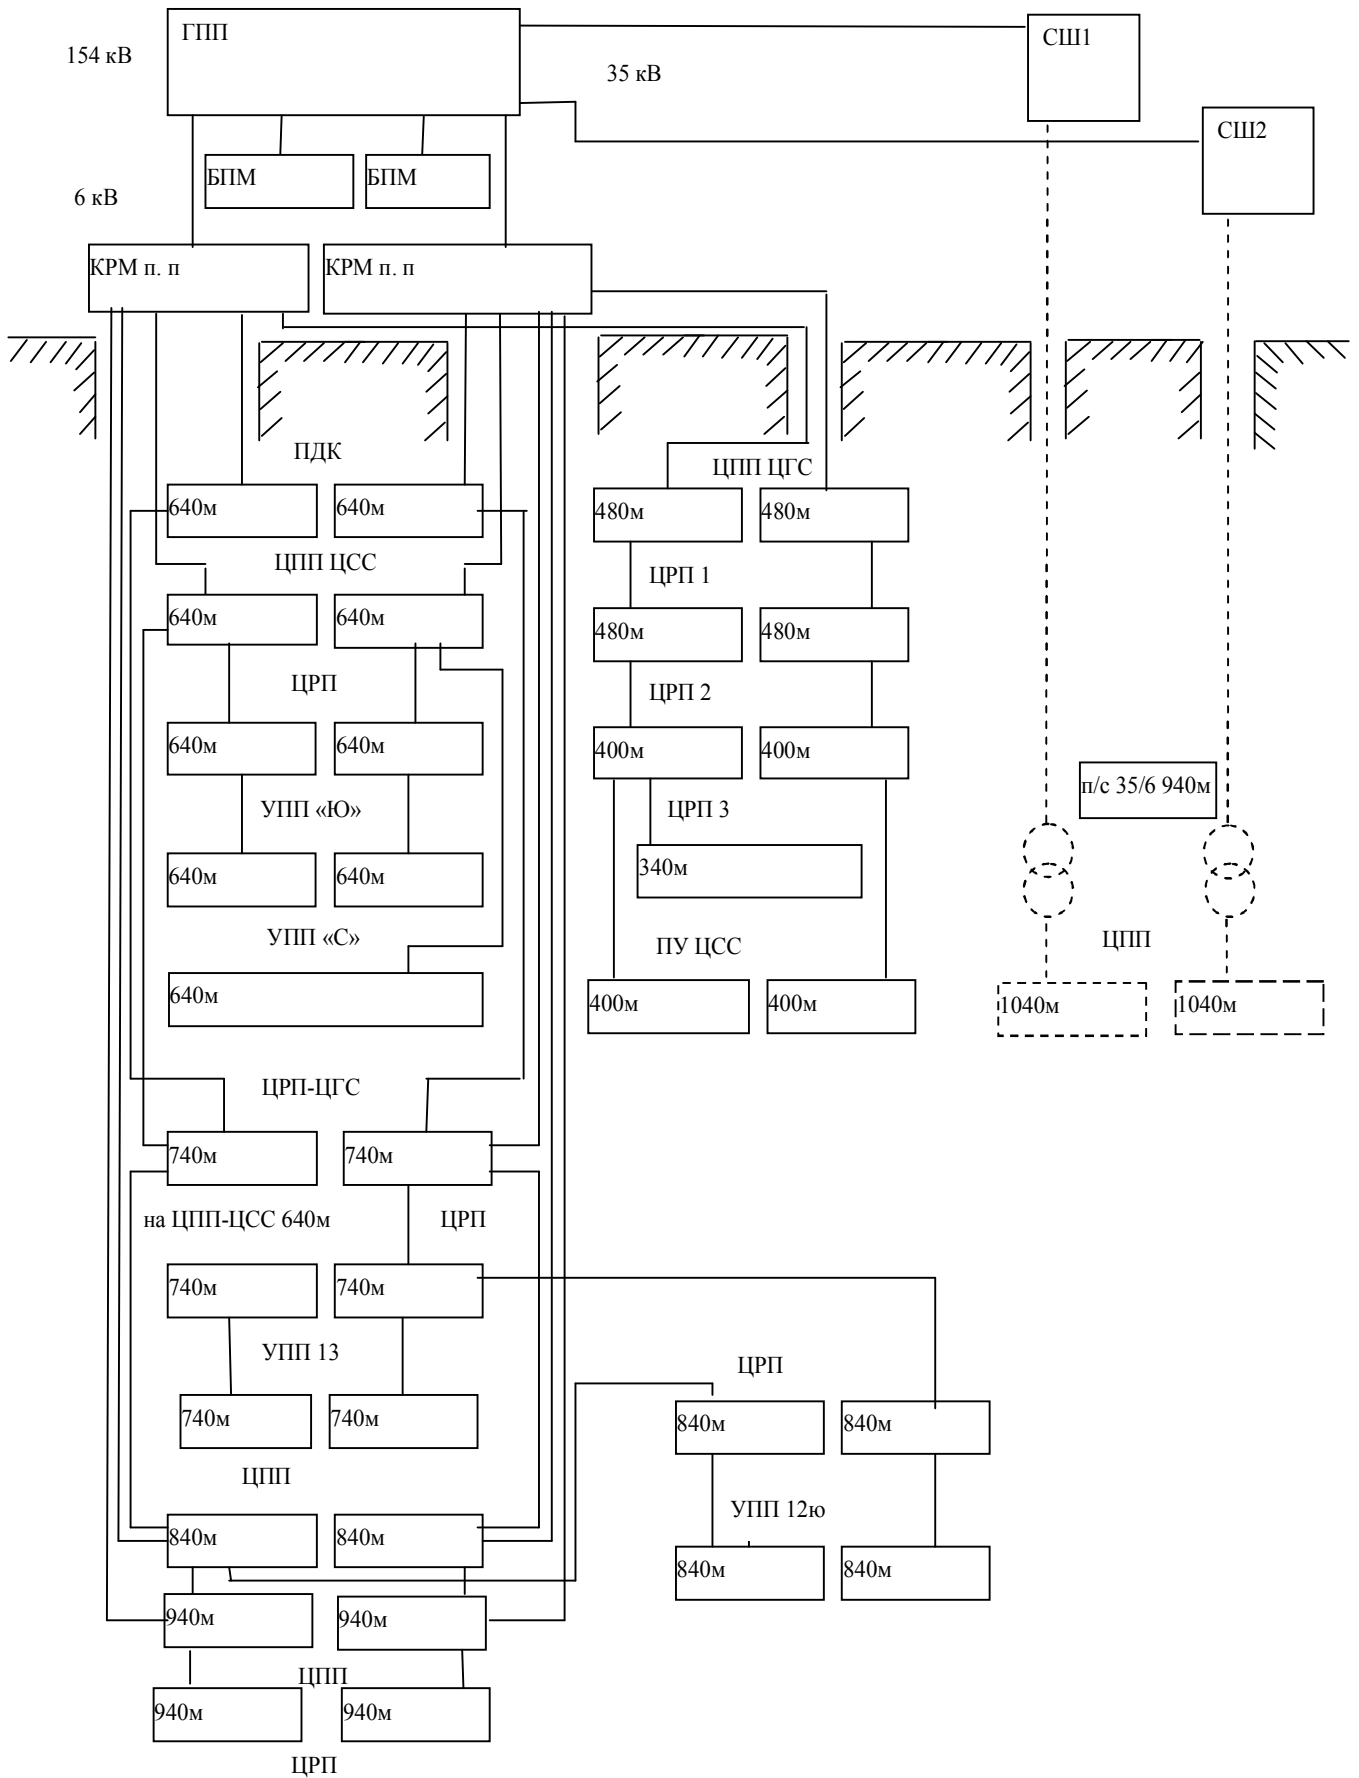 ГПП
СШ1
154 кВ
35 кВ
СШ2
БПМ
БПМ
6 кВ
КРМ п. п
КРМ п. п
ПДК
ЦПП ЦГС
640м
640м
480м
480м
ЦПП ЦСС
ЦРП 1
640м
640м
480м
480м
ЦРП
ЦРП 2
640м
640м
400м
400м
п/с 35/6 940м
УПП «Ю»
ЦРП 3
640м
640м
340м
УПП «С»
ПУ ЦСС
ЦПП
640м
400м
400м
1040м
1040м
ЦРП-ЦГС
740м
740м
на ЦПП-ЦСС 640м
ЦРП
740м
740м
УПП 13
ЦРП
740м
740м
840м
840м
ЦПП
УПП 12ю
840м
840м
840м
840м
940м
940м
ЦПП
940м
940м
ЦРП